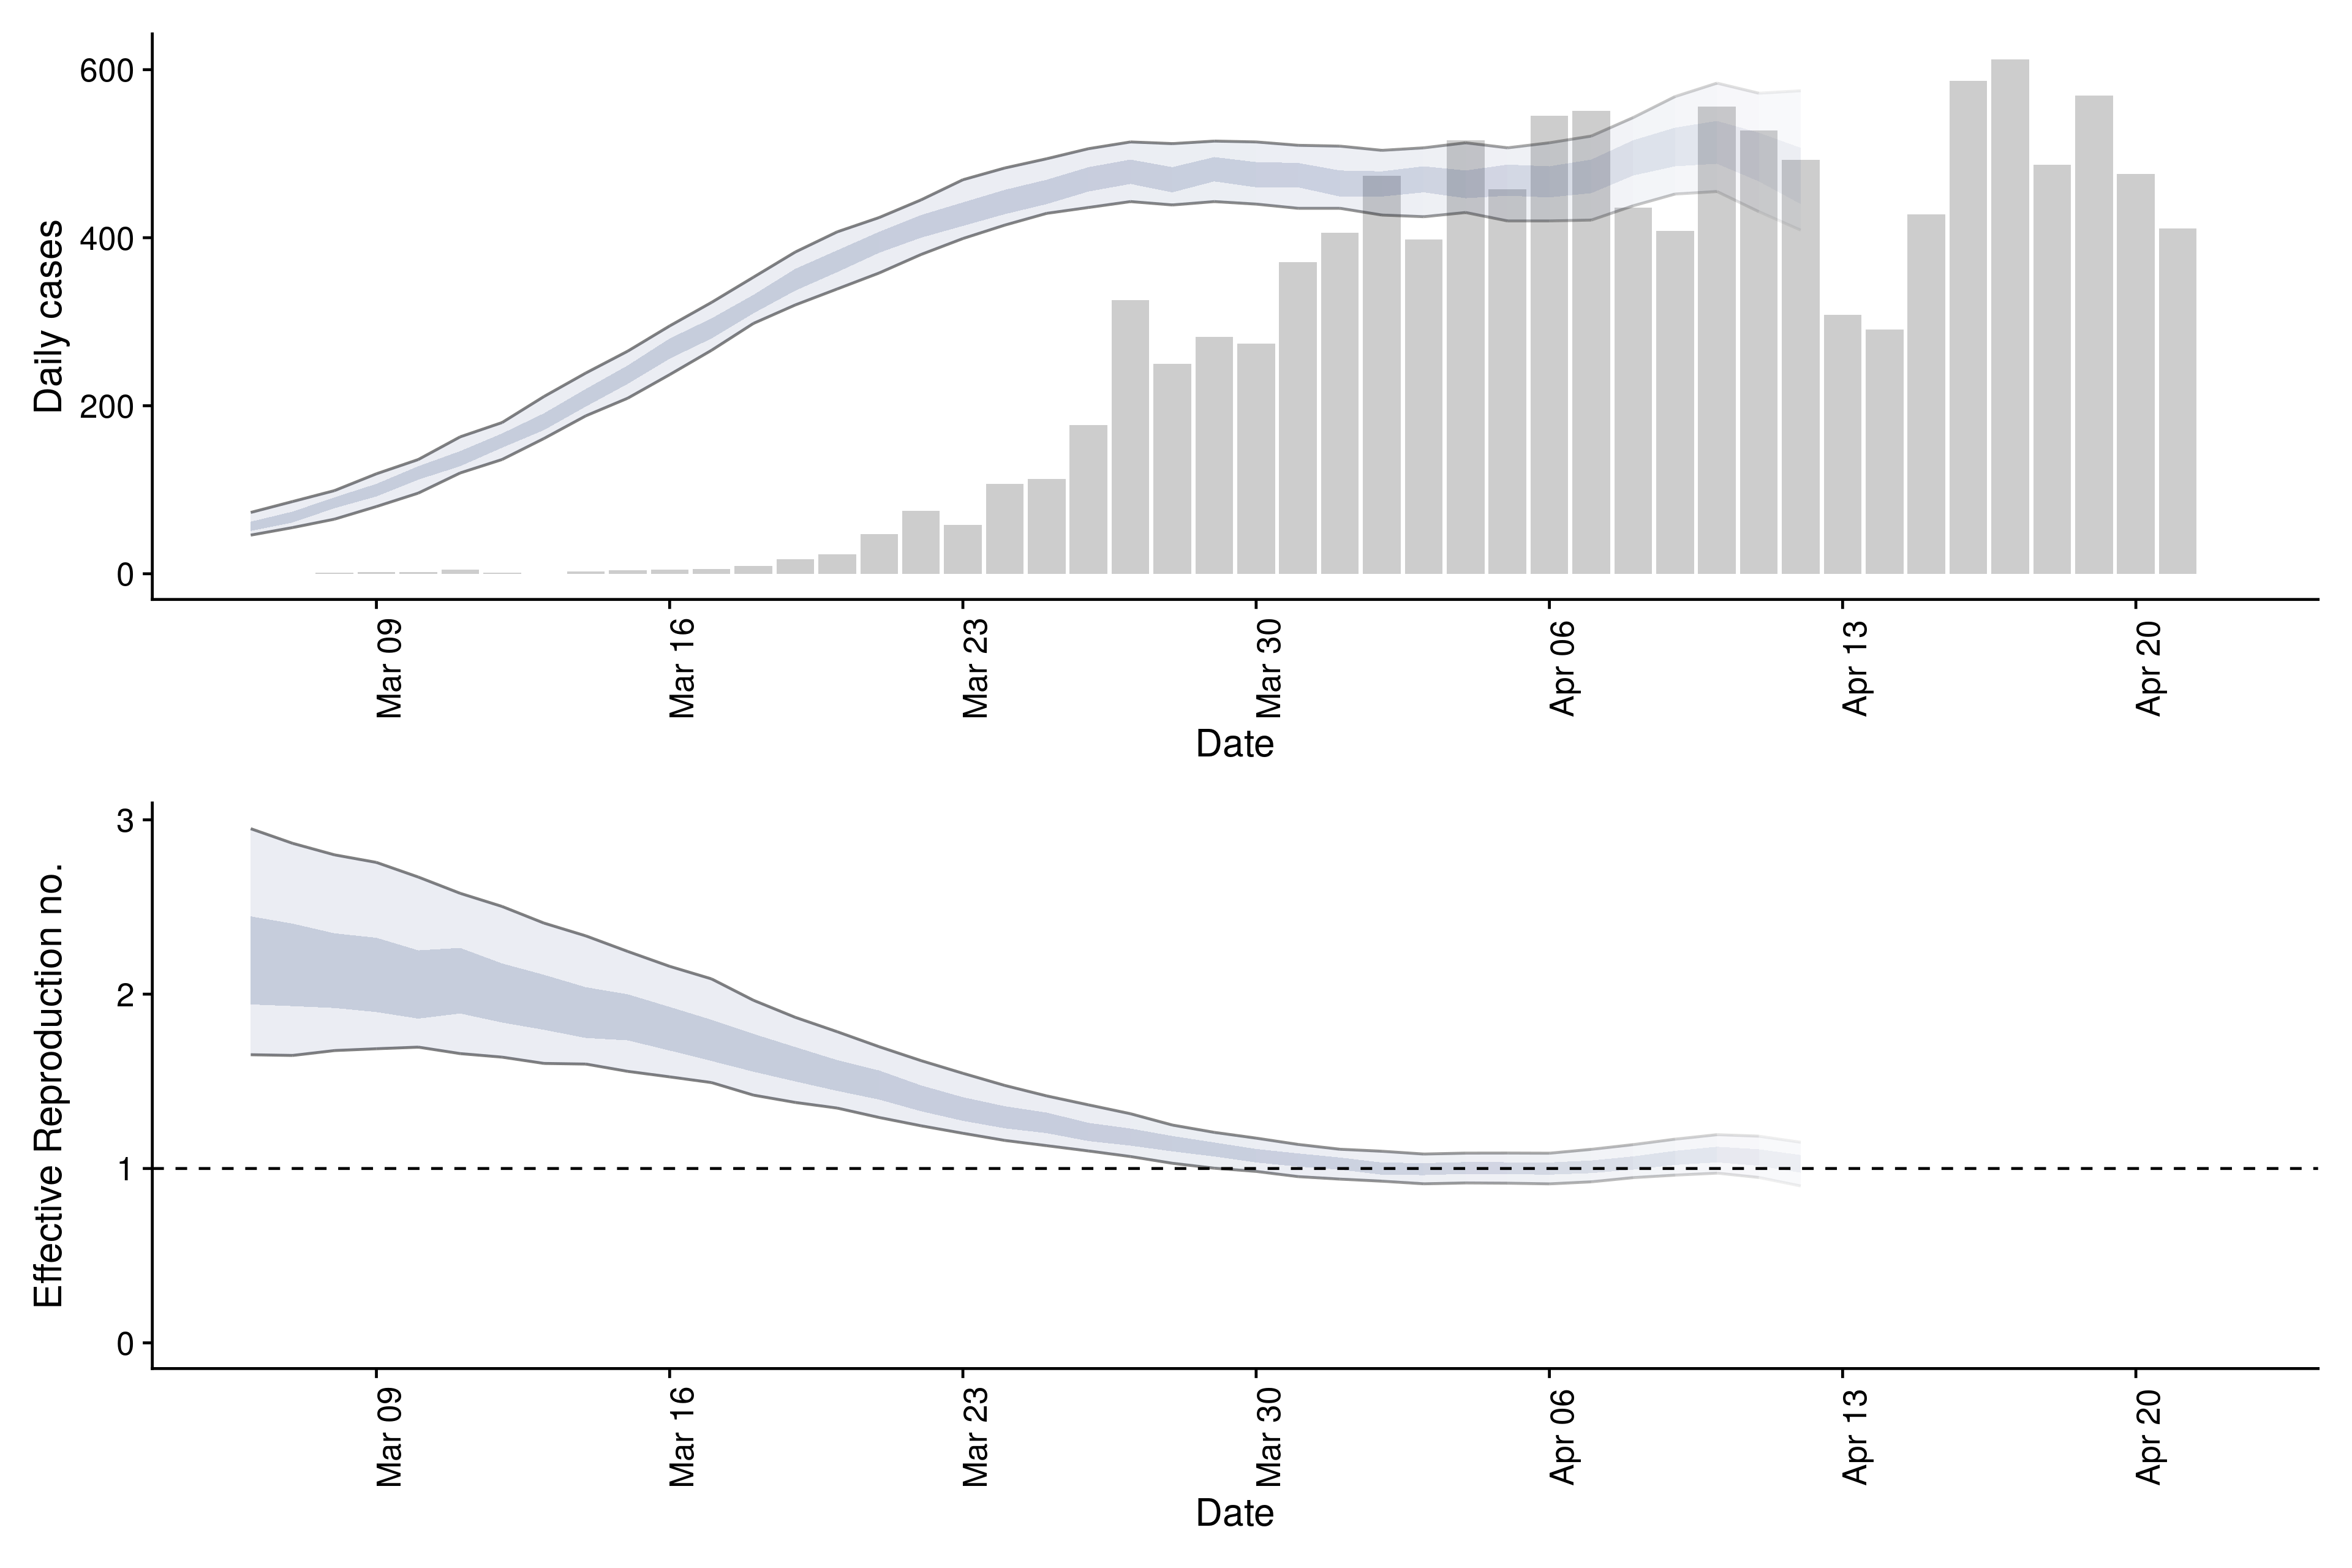 Daily cases
600
400
200
0
Mar 09
Mar 16
Mar 23
Mar 30
Apr 06
Apr 13
Apr 20
Date
Effective Reproduction no.
3
2
1
0
Mar 09
Mar 16
Mar 23
Mar 30
Apr 06
Apr 13
Apr 20
Date